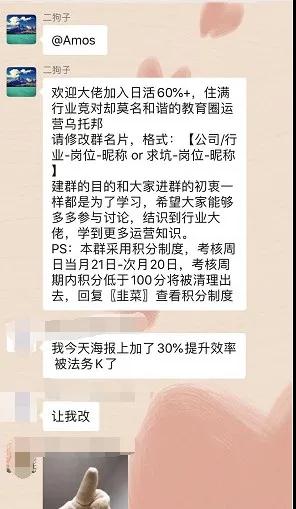 二狗子
@Amos
二狗子
欢迎大佬加入日活60%+，住满
行业竞对却莫名和谐的教育圈运
营乌托邦
请修改群名片，格式：【公司/行
业-岗位-昵称 or 求坑-岗位-昵称
】
建群的目的和大家进群的初衷一
样都是为了学习，希望大家能够
多多参与讨论，结识到行业大
佬，学到更多运营知识。
PS：本群采用积分制度，考核周
日当月21日-次月20日，考核周
期内积分低于100分将被清理出
去，回复〖韭菜〗查看积分制度
我今天海报上加了30%提升效率
被法务K了
让我改